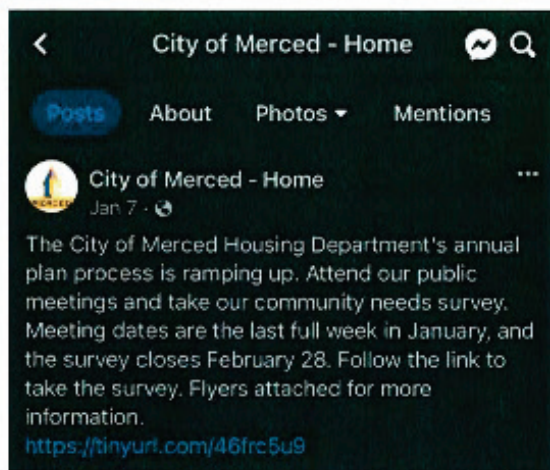 City of Merced - Home
Posts About Photos Mentions
City of Merced - Home
Jan 7
The City of Merced Housing Department's annual
plan process is ramping up. Attend our public
meetings and take our community needs survey.
Meeting dates are the last full week in January, and
the survey closes February 28. Follow the link to
take the survey. Flyers attached for more
information.
https://tinyurl.com/46frc5u9